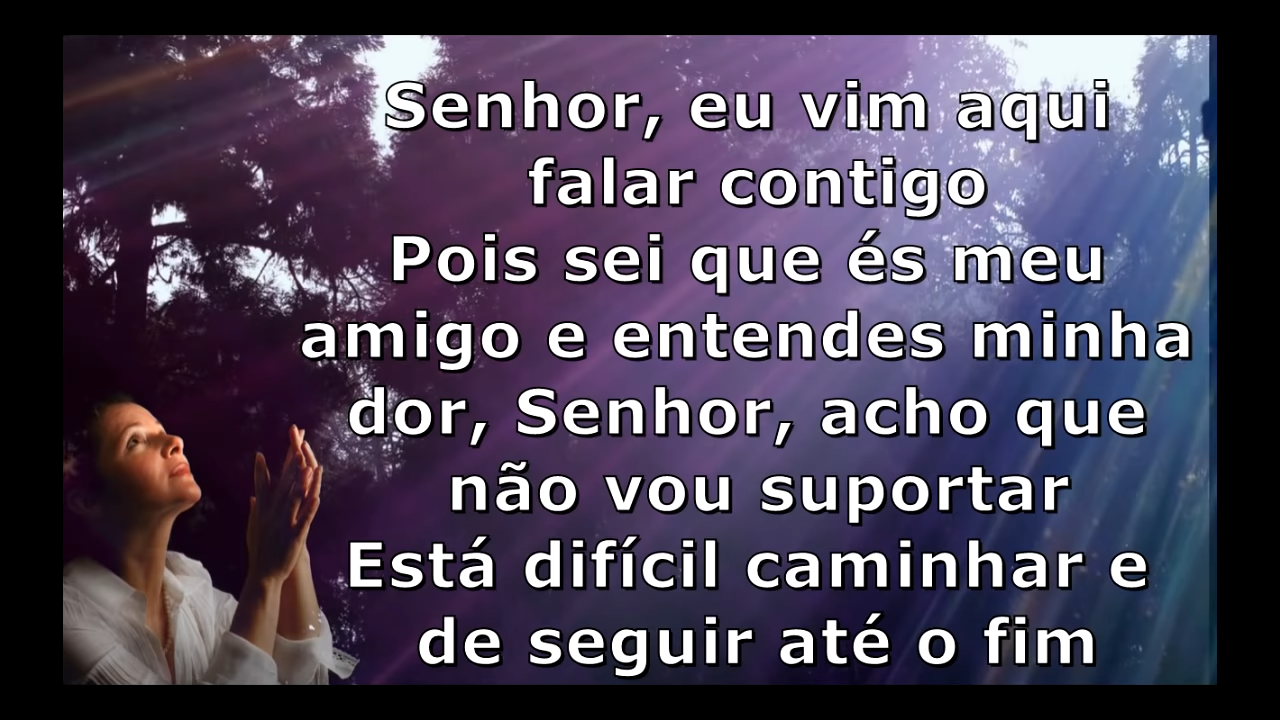 Senhor, eu vim aqui
falar contigo
Pois sei que és meu
amigo e entendes minha
dor, Senhor, acho que
não vou suportar
Está difícil caminhar e
de seguir até o fim